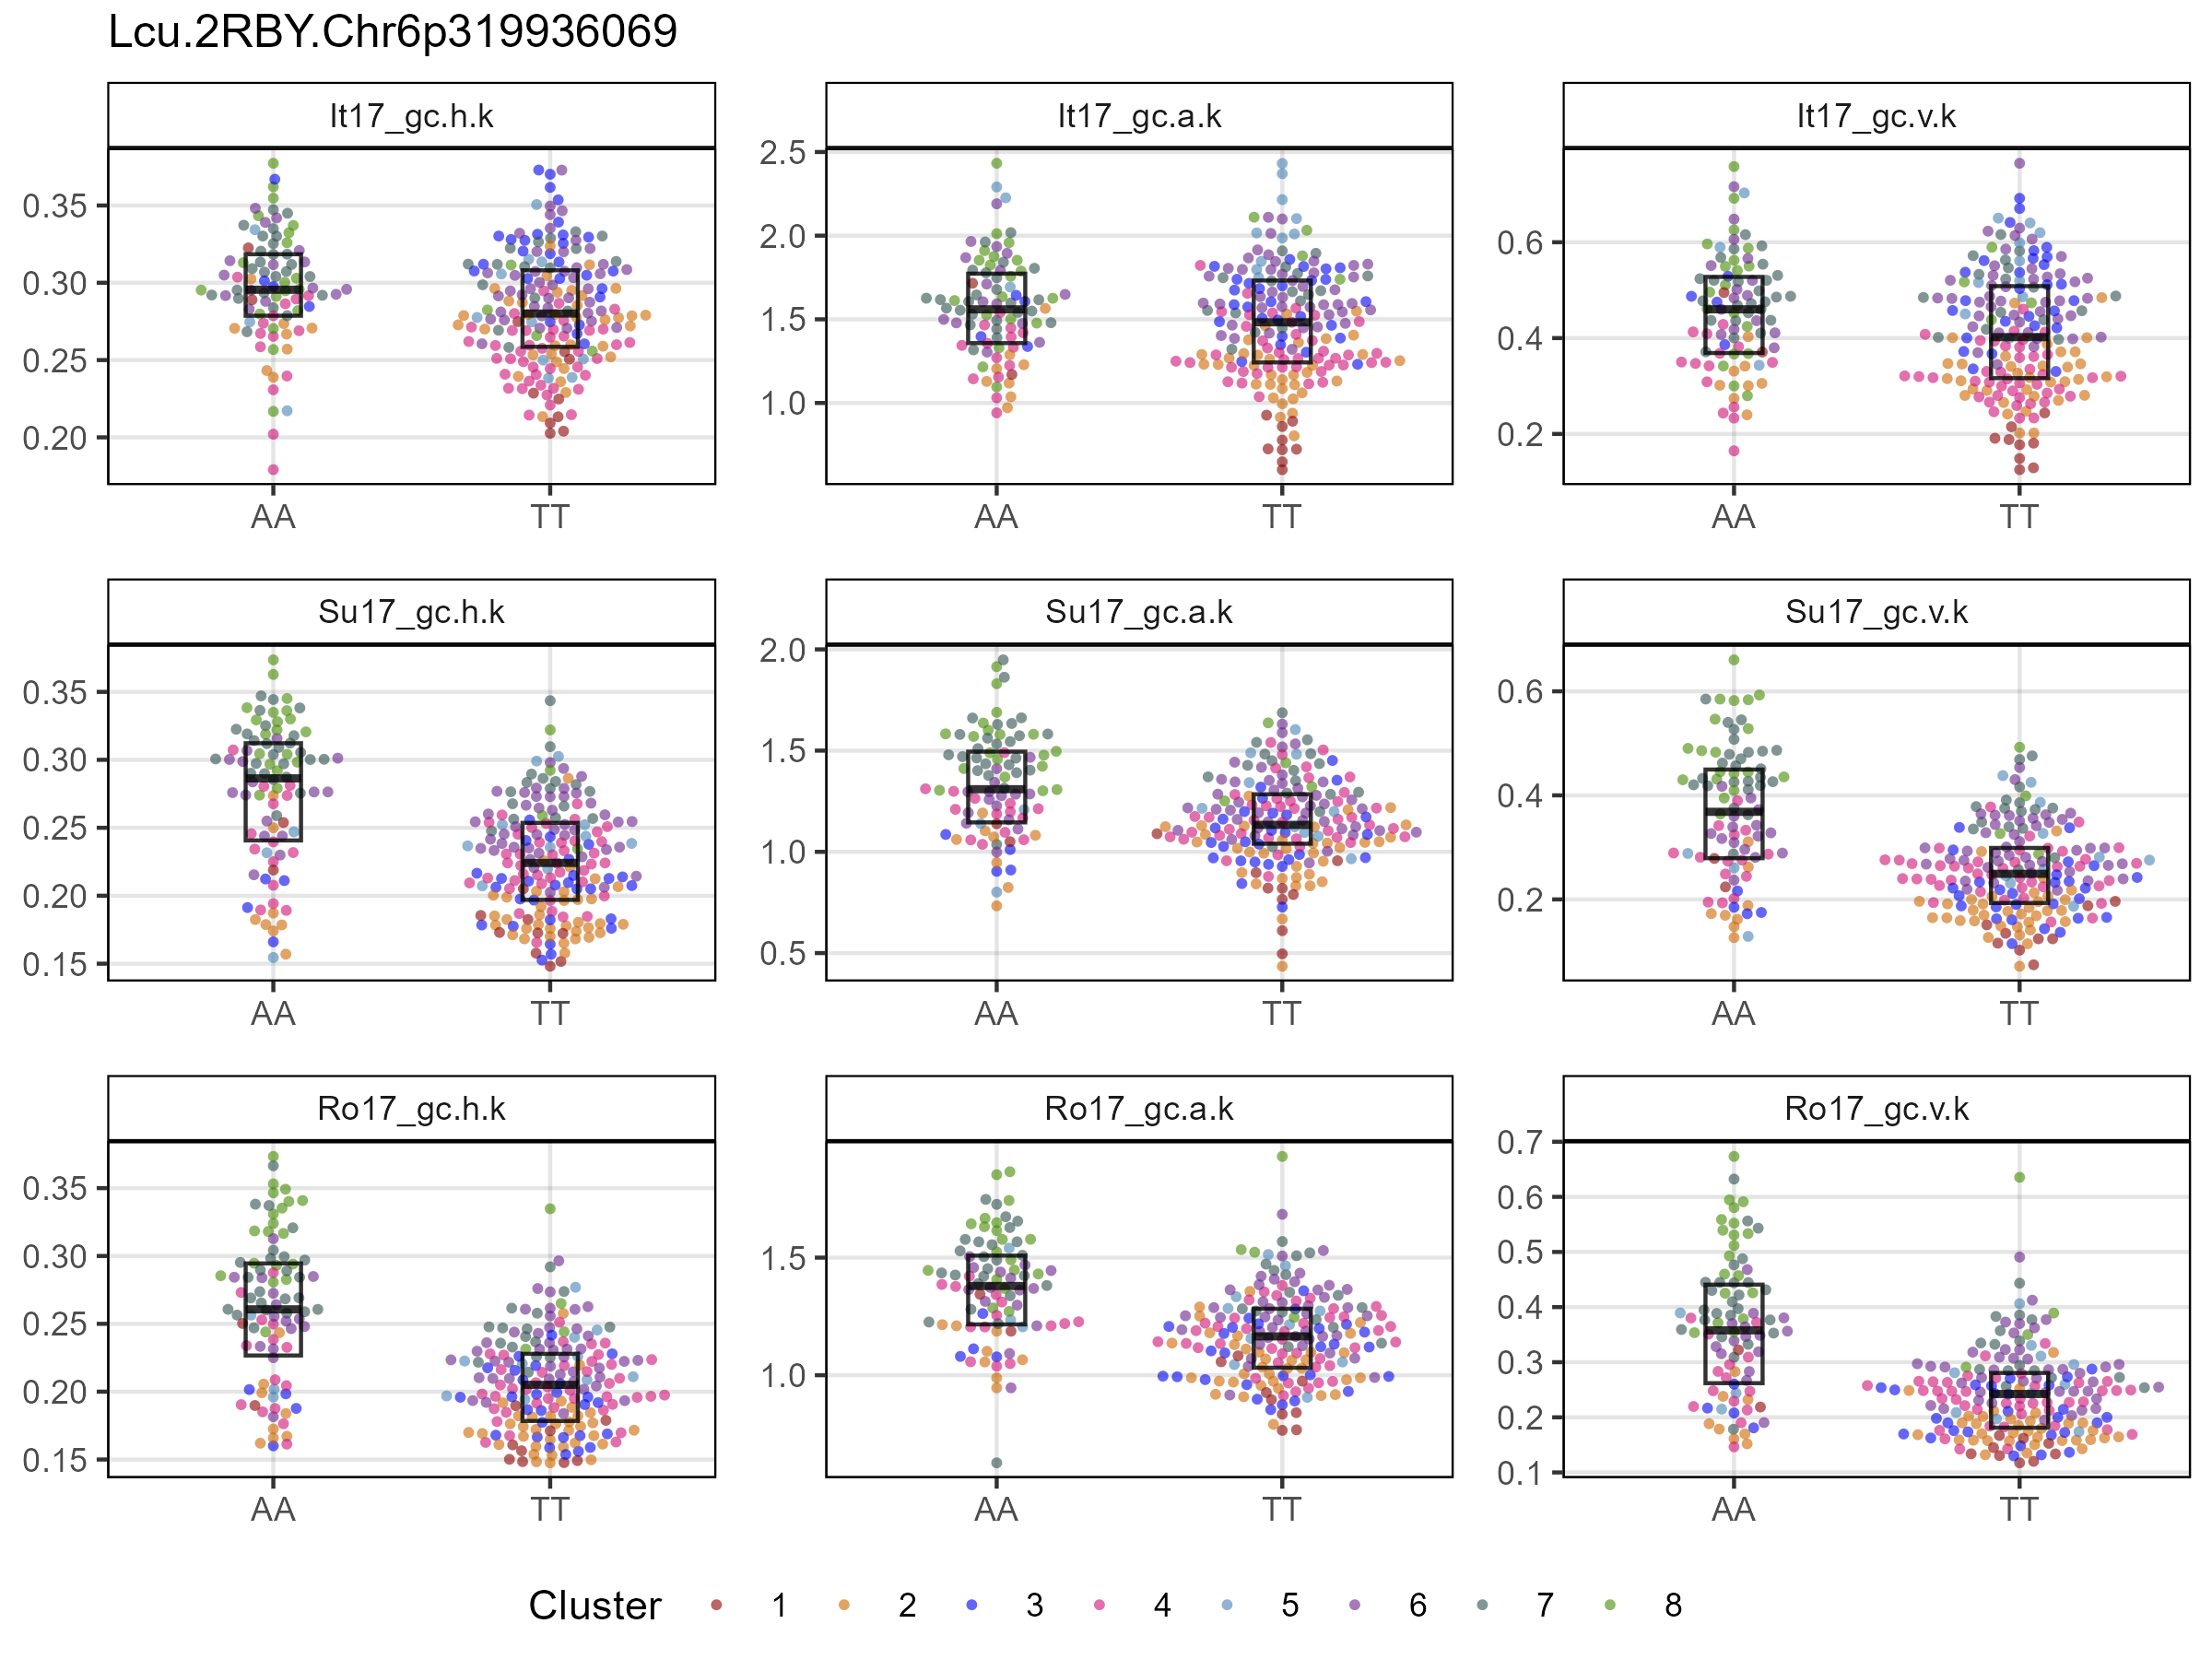 Lcu.2RBY.Chr6p319936069
It17_gc.h.k
It17_gc.a.k
It17_gc.v.k
0.35
0.30
0.25
0.20
AA
TT
2.5
2.0
1.5
1.0
AA
TT
0.6
0.4
0.2
AA
TT
Su17_gc.h.k
Su17_gc.a.k
Su17_gc.v.k
0.35
0.30
0.25
0.20
0.15
AA
TT
2.0
1.5
1.0
0.5
AA
TT
0.6
0.4
0.2
AA
TT
Ro17_gc.h.k
Ro17_gc.a.k
Ro17_gc.v.k
0.35
0.30
0.25
0.20
0.15
AA
TT
1.5
1.0
AA
TT
0.7
0.6
0.5
0.4
0.3
0.2
0.1
AA
TT
Cluster 1 2 3 4 5 6 7 8